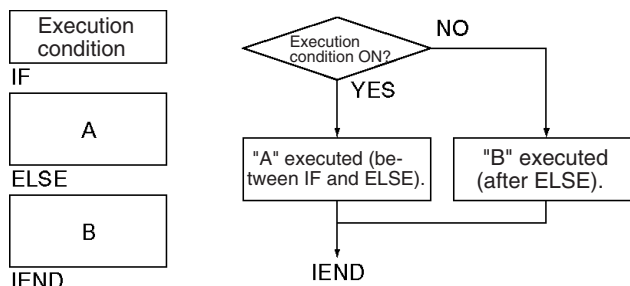 Execution
condition
IF
A
ELSE
B
IEND
Execution
condition ON?
NO
YES
"A" executed (be-
tween IF and ELSE).
"B" executed
(after ELSE).
IEND